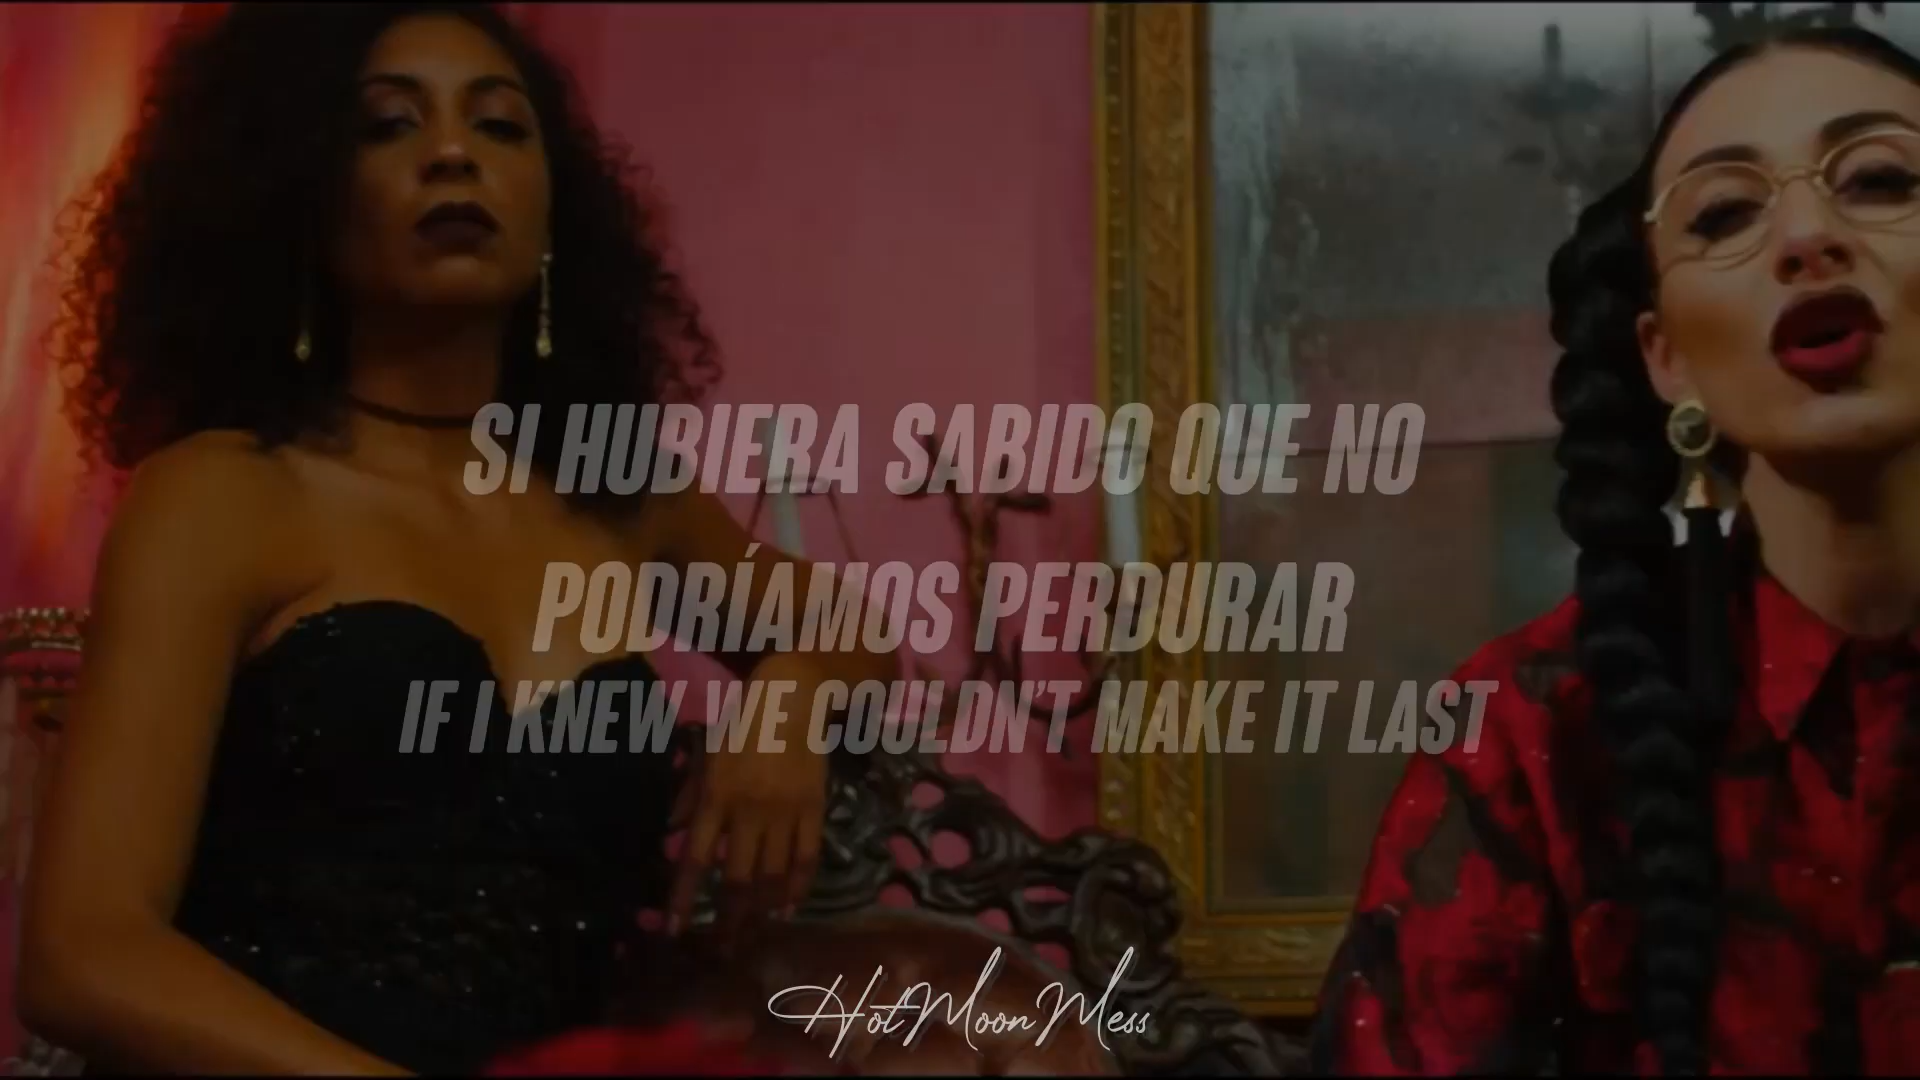 SI HUBIERA SABIDO QUE NO
PODRÍAMOS PERDURAR
IF I KNEW WE COULDN'T MAKE IT LAST
HotMoonMess